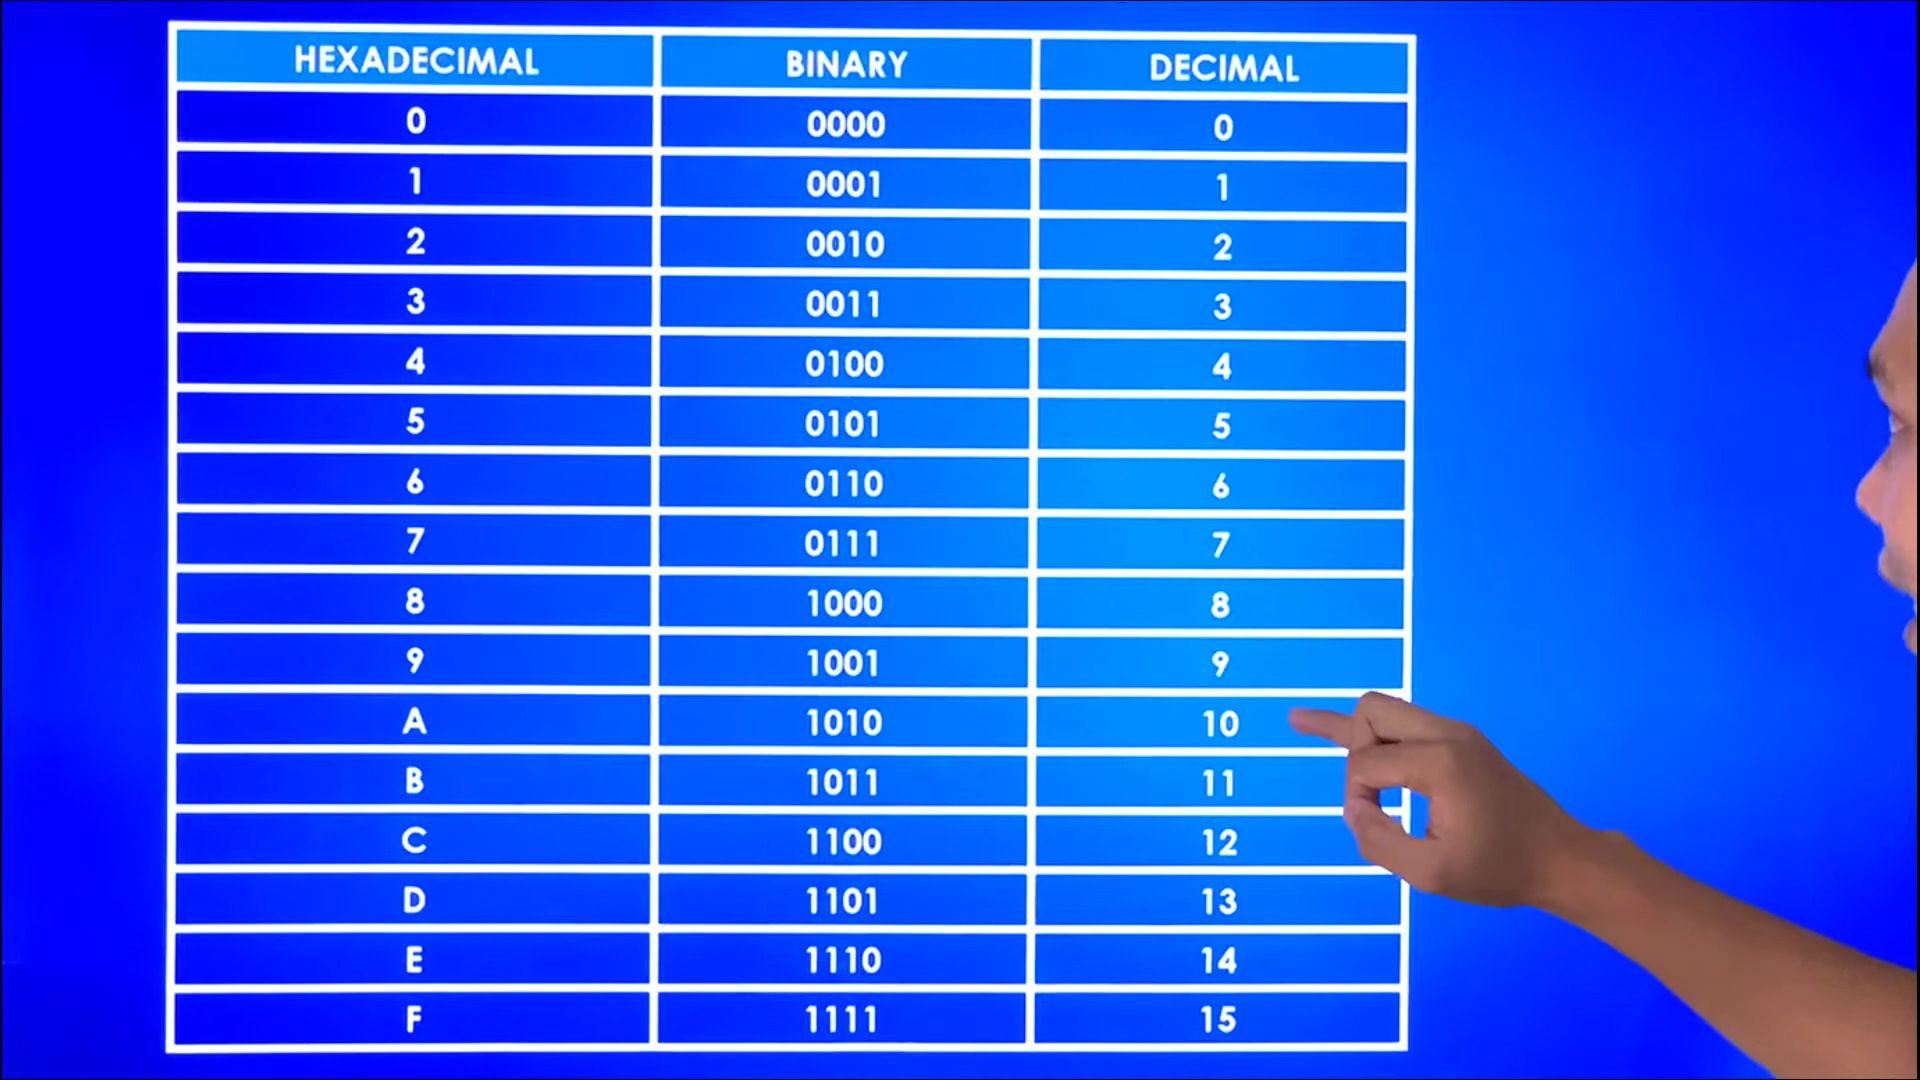 HEXADECIMAL BINARY DECIMAL
0 0000 0
1 0001 1
2 0010 2
3 0011 3
4 0100 4
5 0101 5
6 0110 6
7 0111 7
8 1000 8
9 1001 9
A 1010 10
B 1011 11
C 1100 12
D 1101 13
E 1110 14
F 1111 15